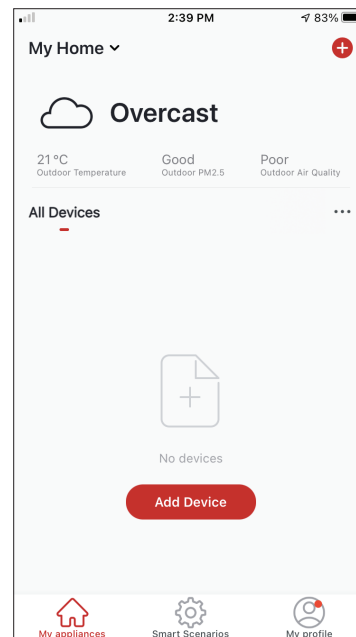 2:39 PM
83%
My Home
Overcast
21 °C
Good
Poor
Outdoor Temperature
Outdoor PM2.5
Outdoor Air Quality
All Devices
No devices
Add Device
My appliances
Smart Scenarios
My profile